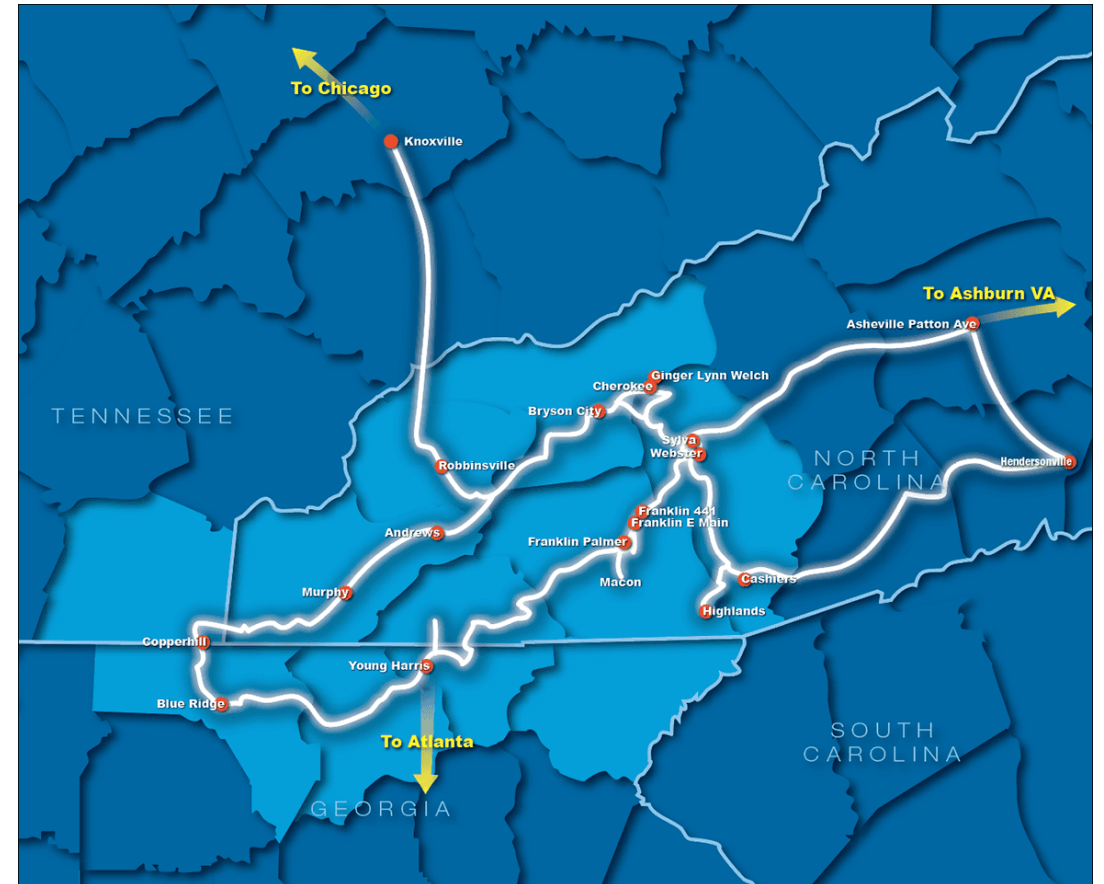 To Chicago
Knoxville
To Ashburn VA
Asheville Patton Ave
Ginger Lynn Welch
Cherokee
TENNESSEE
Bryson City
Sylva
Webster
NORTH
CAROLINA
Hendersonville
Robbinsville
Franklin 441
Franklin E Main
Andrews
Franklin Palmer
Macon
Cashiers
Murphy
Highlands
Copperhill
Young Harris
Blue Ridge
To Atlanta
SOUTH
CAROLINA
GEORGIA